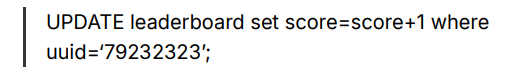 UPDATE leaderboard set score=score+1 where
uuid=‘79232323’;